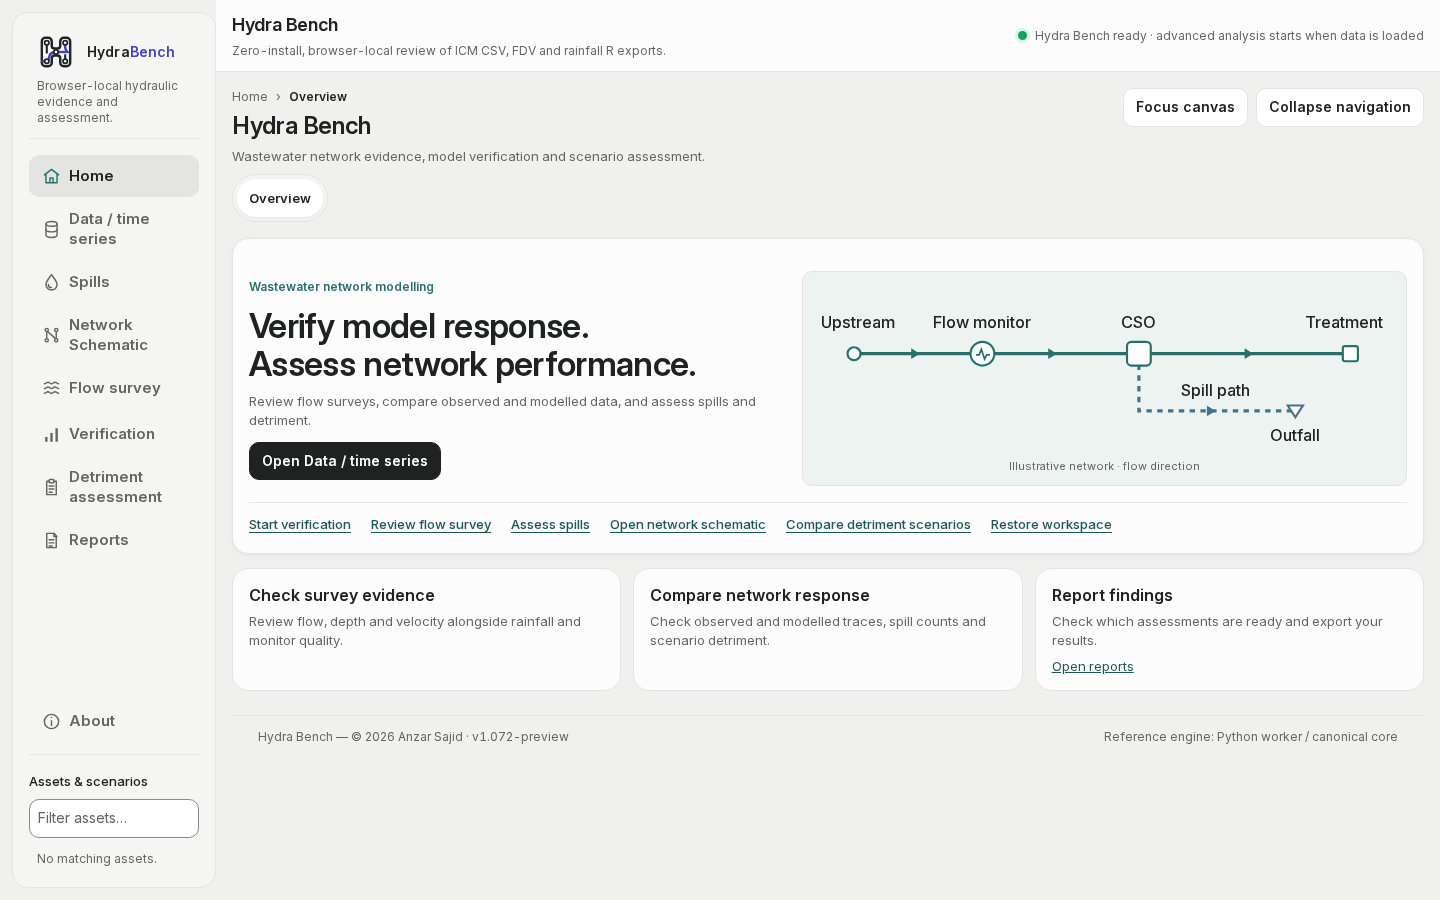 HydraBench
Browser-local hydraulic
evidence and
assessment.
Home
Data / time
series
Spills
Network
Schematic
Flow survey
Verification
Detriment
assessment
Reports
About
Assets & scenarios
Filter assets...
No matching assets.
Hydra Bench
Zero-install, browser-local review of ICM CSV, FDV and rainfall R exports.
Hydra Bench ready · advanced analysis starts when data is loaded
Home › Overview
Hydra Bench
Wastewater network evidence, model verification and scenario assessment.
Focus canvas
Collapse navigation
Overview
Wastewater network modelling
Verify model response.
Assess network performance.
Review flow surveys, compare observed and modelled data, and assess spills and
detriment.
Open Data / time series
Upstream
Flow monitor
CSO
Treatment
Spill path
Outfall
Illustrative network · flow direction
Start verification
Review flow survey
Assess spills
Open network schematic
Compare detriment scenarios
Restore workspace
Check survey evidence
Review flow, depth and velocity alongside rainfall and
monitor quality.
Compare network response
Check observed and modelled traces, spill counts and
scenario detriment.
Report findings
Check which assessments are ready and export your
results.
Open reports
Hydra Bench — © 2026 Anzar Sajid · v1.072-preview
Reference engine: Python worker / canonical core